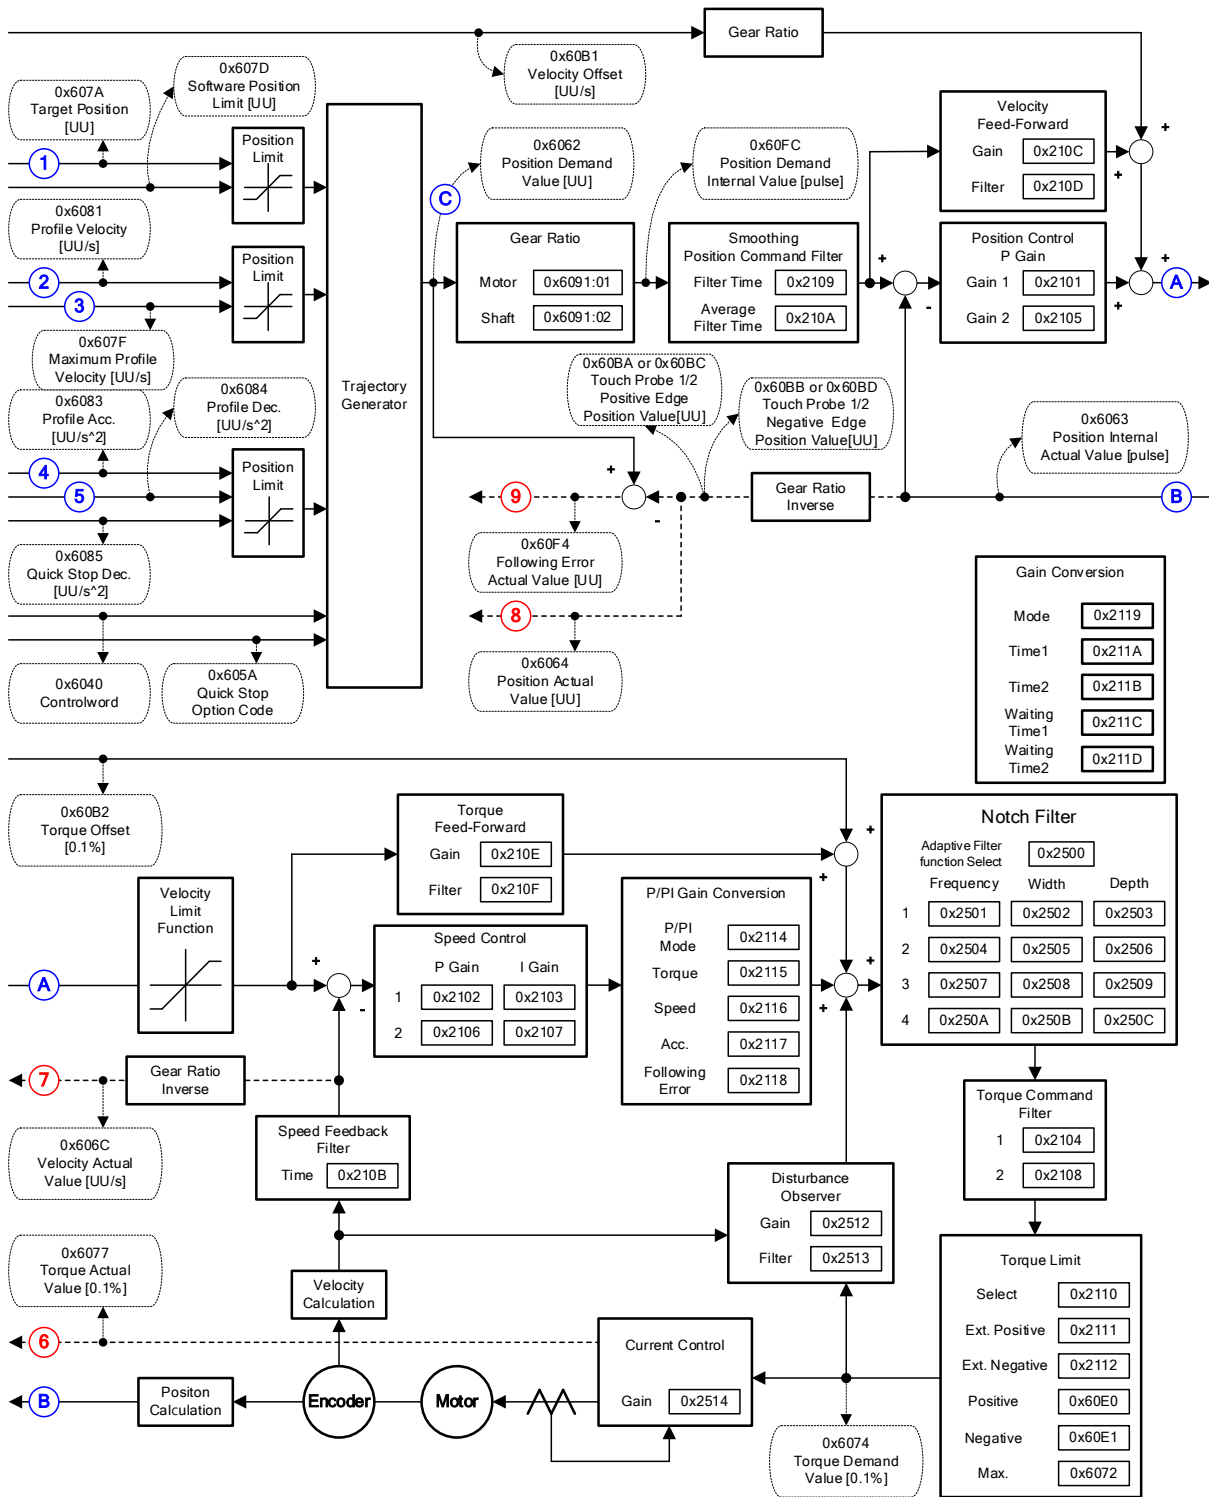 Gear Ratio
0x60B1
Velocity Offset
[UU/s]
0x607D
Software Position
Limit [UU]
0x607A
Target Position
[UU]
1
Position
Limit
0x6081
Profile Velocity
[UU/s]
2
3
Position
Limit
0x607F
Maximum Profile
Velocity [UU/s]
0x6083
Profile Acc.
[UU/s^2]
0x6084
Profile Dec.
[UU/s^2]
4
5
Position
Limit
0x6085
Quick Stop Dec.
[UU/s^2]
0x6040
Controlword
0x605A
Quick Stop
Option Code
Trajectory
Generator
C
0x6062
Position Demand
Value [UU]
0x60FC
Position Demand
Internal Value [pulse]
Gear Ratio
Motor 0x6091:01
Shaft 0x6091:02
Smoothing
Position Command Filter
Filter Time 0x2109
Average
Filter Time 0x210A
Velocity
Feed-Forward
Gain 0x210C
Filter 0x210D
+
+
+
-
Position Control
P Gain
Gain 1 0x2101
Gain 2 0x2105
+
+
A
0x60BA or 0x60BC
Touch Probe 1/2
Positive Edge
Position Value[UU]
0x60BB or 0x60BD
Touch Probe 1/2
Negative Edge
Position Value[UU]
0x6063
Position Internal
Actual Value [pulse]
9
+
-
Gear Ratio
Inverse
B
0x60F4
Following Error
Actual Value [UU]
8
0x6064
Position Actual
Value [UU]
Gain Conversion
Mode 0x2119
Time1 0x211A
Time2 0x211B
Waiting
Time1 0x211C
Waiting
Time2 0x211D
0x60B2
Torque Offset
[0.1%]
Torque
Feed-Forward
Gain 0x210E
Filter 0x210F
+
+
Notch Filter
Adaptive Filter
function Select 0x2500
Frequency Width Depth
1 0x2501 0x2502 0x2503
2 0x2504 0x2505 0x2506
3 0x2507 0x2508 0x2509
4 0x250A 0x250B 0x250C
A
Velocity
Limit
Function
+
-
Speed Control
P Gain I Gain
1 0x2102 0x2103
2 0x2106 0x2107
P/PI Gain Conversion
P/PI
Mode 0x2114
Torque 0x2115
Speed 0x2116
Acc. 0x2117
Following
Error 0x2118
+
+
7
Gear Ratio
Inverse
0x606C
Velocity Actual
Value [UU/s]
Speed Feedback
Filter
Time 0x210B
Torque Command
Filter
1 0x2104
2 0x2108
Disturbance
Observer
Gain 0x2512
Filter 0x2513
0x6077
Torque Actual
Value [0.1%]
Velocity
Calculation
6
Torque Limit
Select 0x2110
Ext. Positive 0x2111
Ext. Negative 0x2112
Positive 0x60E0
Negative 0x60E1
Max. 0x6072
Current Control
Gain 0x2514
B
Positon
Calculation
Encoder
Motor
0x6074
Torque Demand
Value [0.1%]